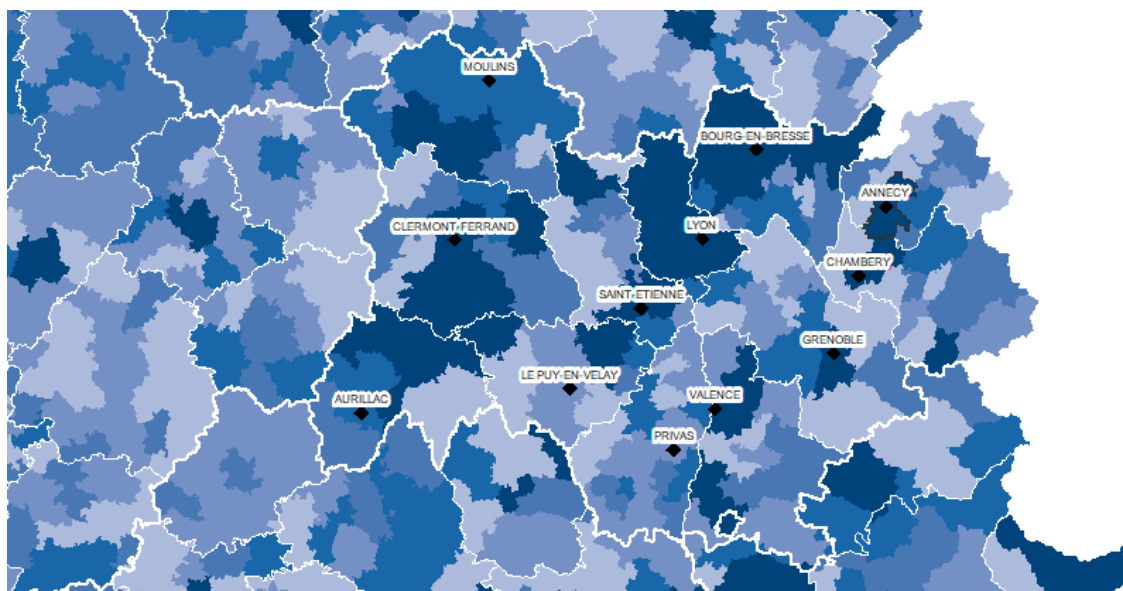 MOULINS
BOURG-EN-BRESSE
ANNECY
CLERMONT-FERRAND
LYON
CHAMBERY
SAINT-ETIENNE
GRENOBLE
LE PUY-EN-VELAY
AURILLAC
VALENCE
PRIVAS